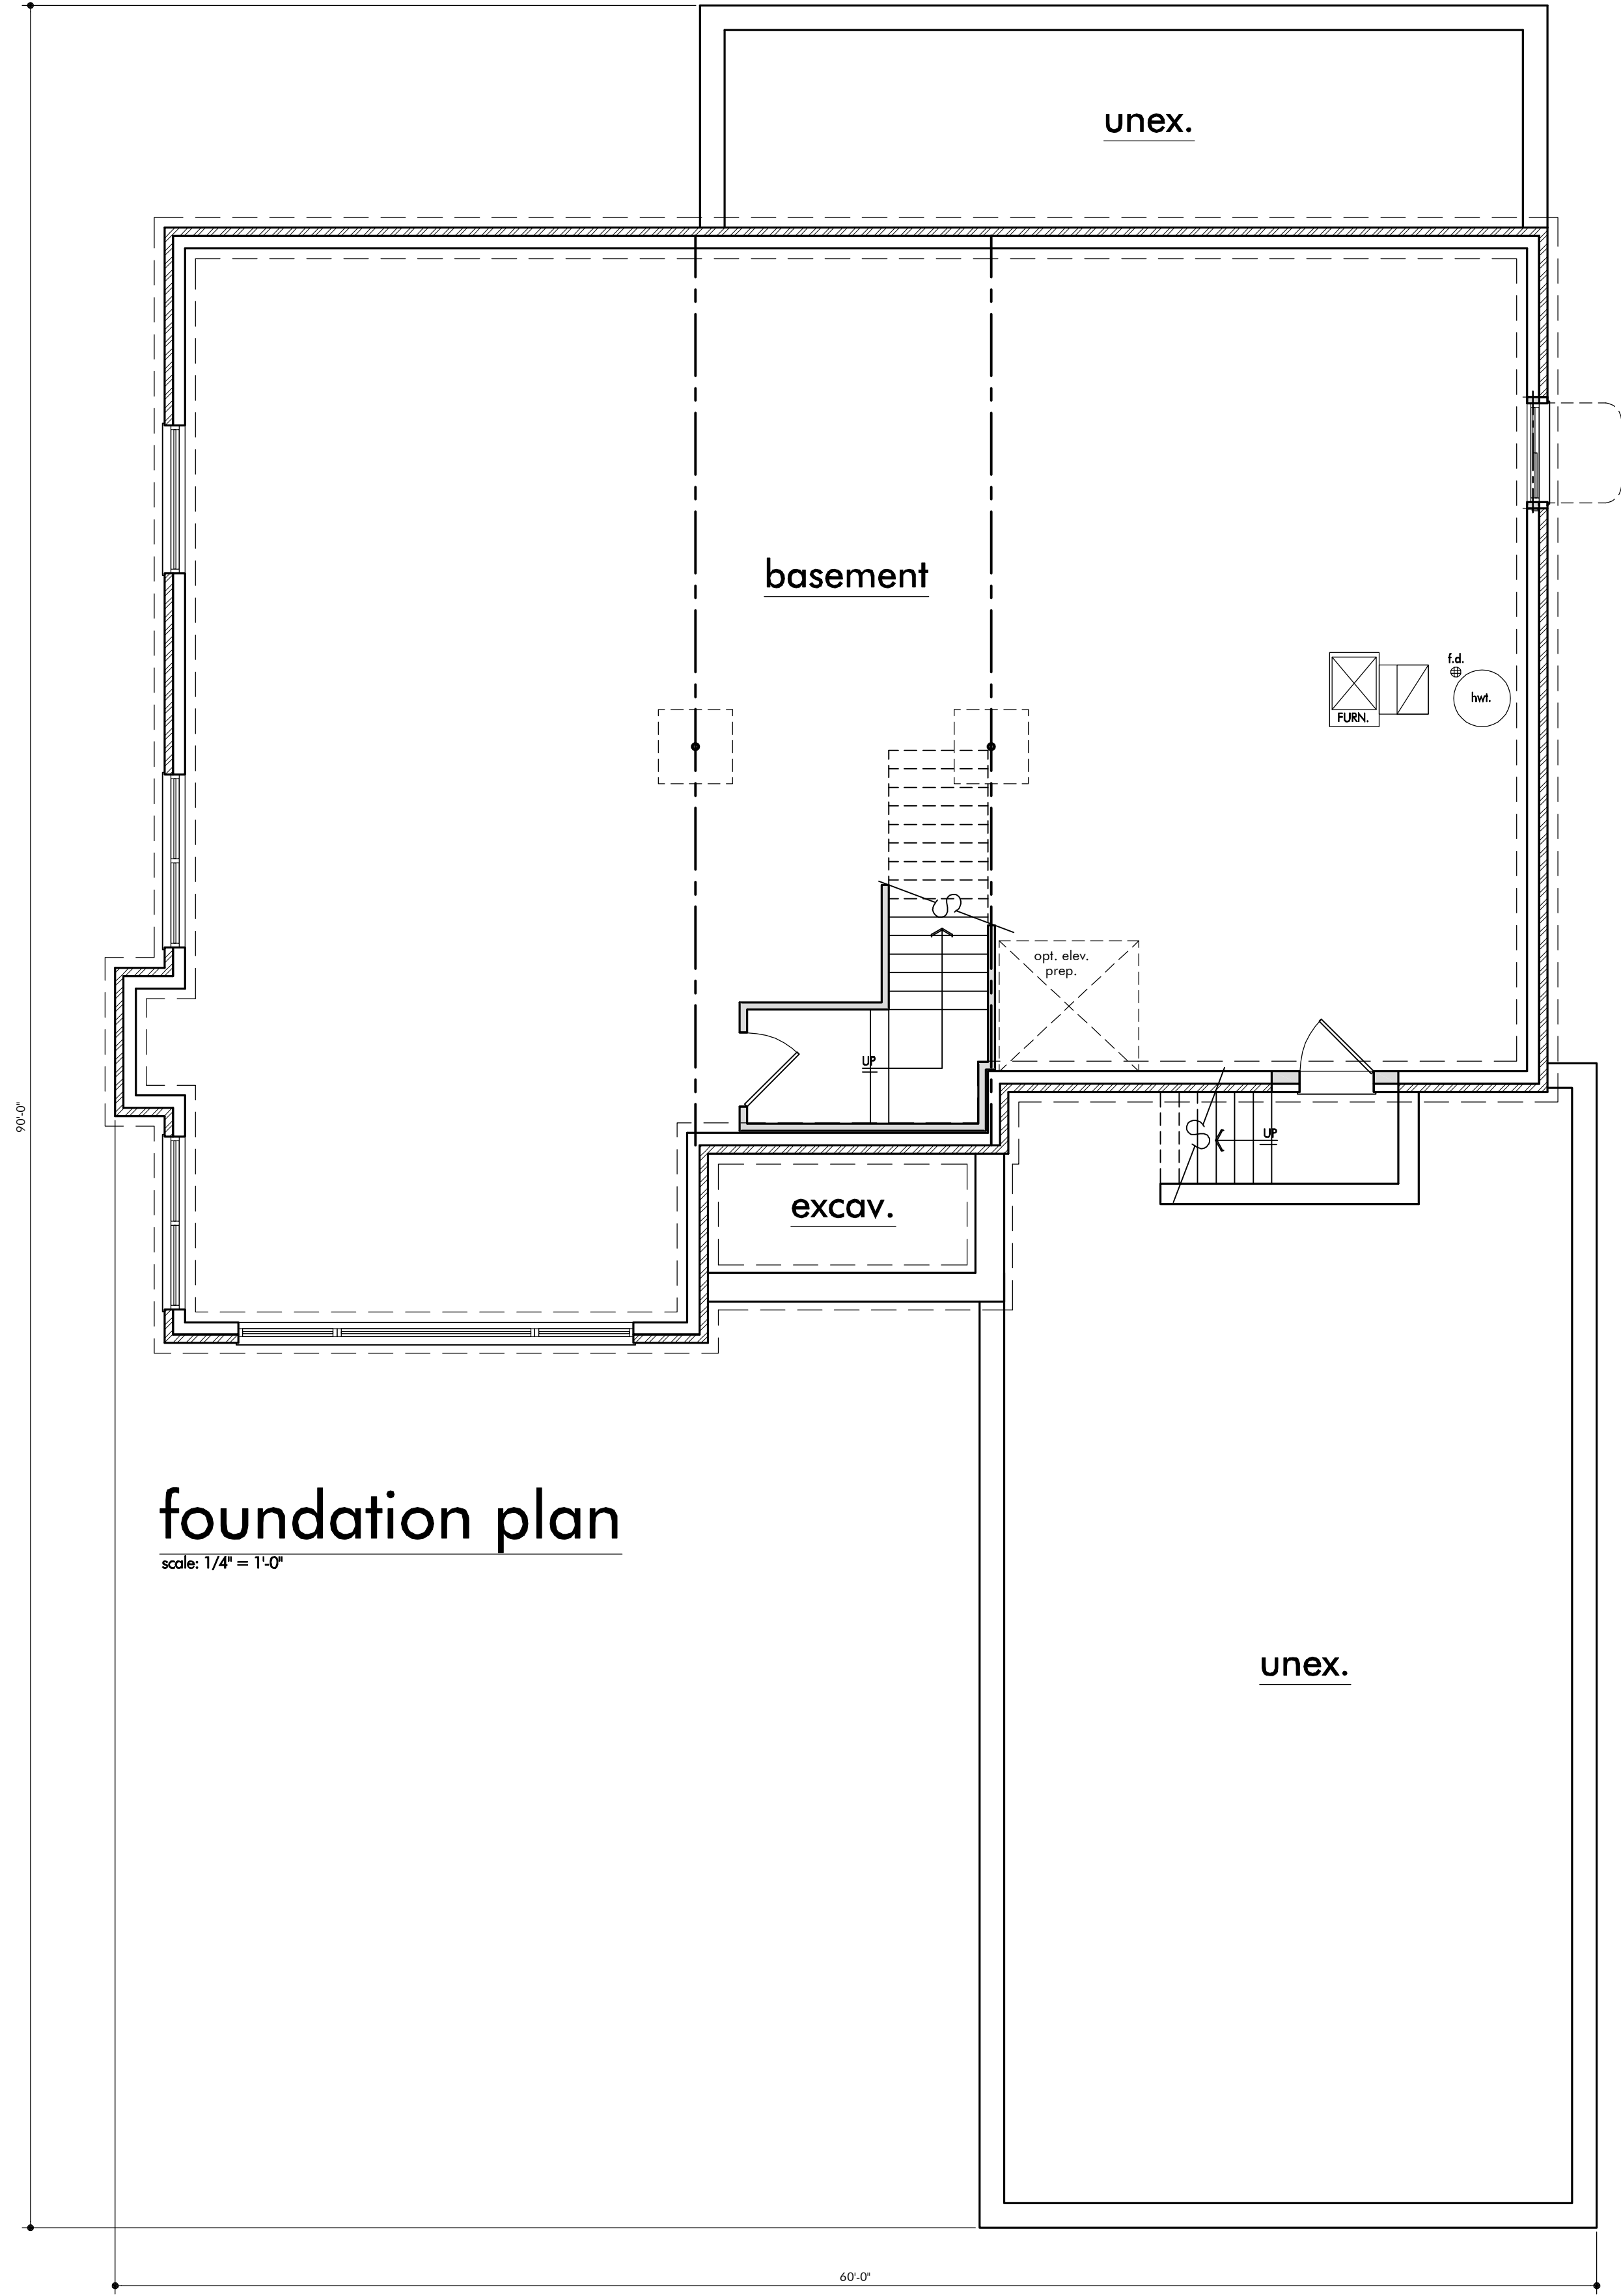 unex.
basement
f.d.
hwt.
FURN.
opt. elev.
prep.
UP
UP
excav.
90'-0"
foundation plan
scale: 1/4" = 1'-0"
unex.
60'-0"